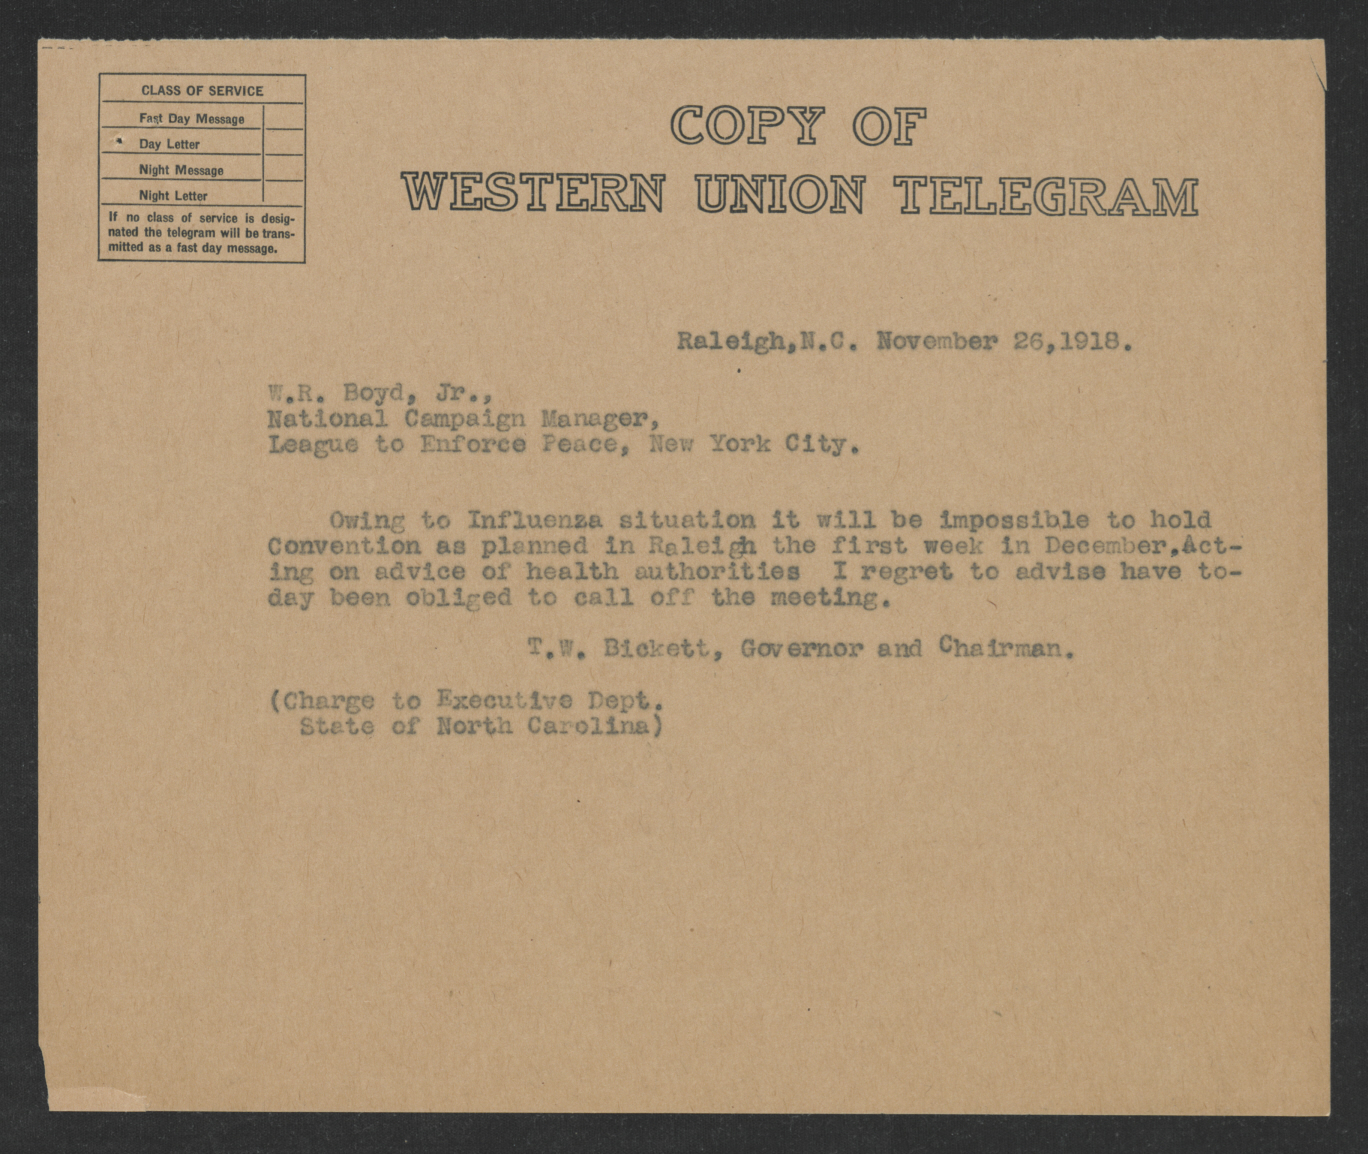 CLASS OF SERVICE
Fast Day Message
Day Letter
Night Message
Night Letter
If no class of service is desig-
nated the telegram will be trans-
mitted as a fast day message.
COPY OF
WESTERN UNION TELEGRAM
Raleigh,N.C. November 26,1918.
W.R. Boyd, Jr.,
National Campaign Manager,
League to Enforce Peace, New York City.
Owing to Influenza situation it will be impossible to hold
Convention as planned in Raleigh the first week in December.Act-
ing on advice of health authorities I regret to advise have to-
day been obliged to call off the meeting.
T.W. Bickett, Governor and Chairman.
(Charge to Executive Dept.
State of North Carolina)